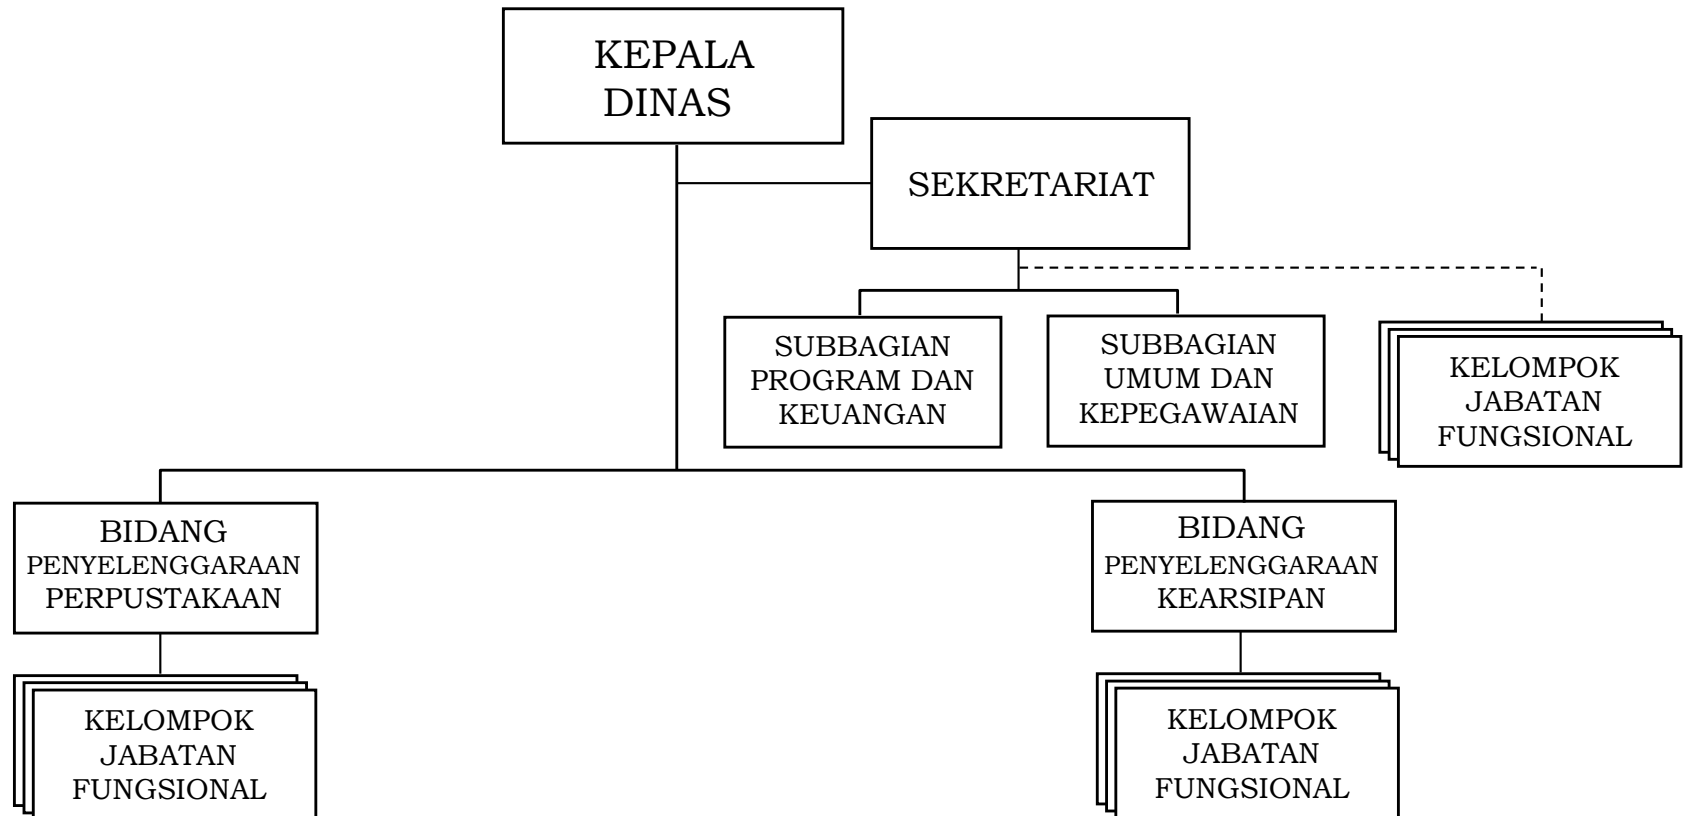 KEPALA
DINAS
SEKRETARIAT
SUBBAGIAN
PROGRAM DAN
KEUANGAN
SUBBAGIAN
UMUM DAN
KEPEGAWAIAN
KELOMPOK
JABATAN
FUNGSIONAL
BIDANG
PENYELENGGARAAN
PERPUSTAKAAN
BIDANG
PENYELENGGARAAN
KEARSIPAN
KELOMPOK
JABATAN
FUNGSIONAL
KELOMPOK
JABATAN
FUNGSIONAL